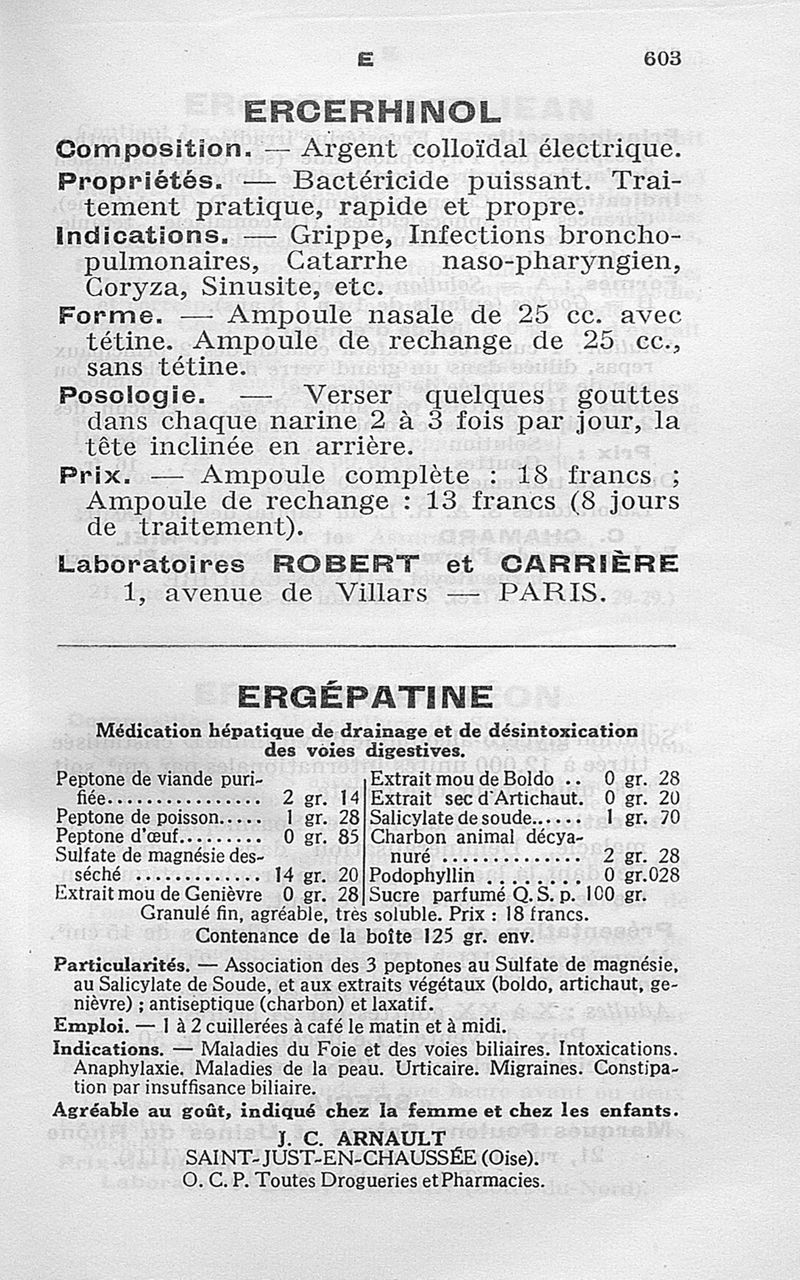 E 603
ERCERHINOL
Composition. — Argent colloïdal électrique.
Propriétés. — Bactéricide puissant. Trai-
tement pratique, rapide et propre.
Indications. — Grippe, Infections broncho-
pulmonaires, Catarrhe naso-pharyngien,
Coryza, Sinusite, etc.
Forme. — Ampoule nasale de 25 cc. avec
tétine. Ampoule de rechange de 25 cc.,
sans tétine.
Posologie. — Verser quelques gouttes
dans chaque narine 2 à 3 fois par jour, la
tête inclinée en arrière.
Prix. — Ampoule complète : 18 francs ;
Ampoule de rechange : 13 francs (8 jours
de traitement).
Laboratoires ROBERT et CARRIÈRE
1, avenue de Villars — PARIS.
ERGÉPATINE
Médication hépatique de drainage et de désintoxication
des voies digestives.
Peptone de viande puri-
fiée................ 2 gr. 14
Peptone de poisson..... 1 gr. 28
Peptone d'œuf......... 0 gr. 85
Sulfate de magnésie des-
séché ............. 14 gr. 20
Extrait mou de Genièvre 0 gr. 28
Extrait mou de Boldo .. 0 gr. 28
Extrait sec d'Artichaut. 0 gr. 20
Salicylate de soude...... 1 gr. 70
Charbon animal décya-
nuré .............. 2 gr. 28
Podophyllin ......... 0 gr.028
Sucre parfumé Q.S. p. 100 gr.
Granulé fin, agréable, très soluble. Prix : 18 francs.
Contenance de la boîte 125 gr. env.
Particularités. — Association des 3 peptones au Sulfate de magnésie,
au Salicylate de Soude, et aux extraits végétaux (boldo, artichaut, ge-
nièvre) ; antiseptique (charbon) et laxatif.
Emploi. — 1 à 2 cuillerées à café le matin et à midi.
Indications. — Maladies du Foie et des voies biliaires. Intoxications.
Anaphylaxie. Maladies de la peau. Urticaire. Migraines. Constipa-
tion par insuffisance biliaire.
Agréable au goût, indiqué chez la femme et chez les enfants.
J. C. ARNAULT
SAINT-JUST-EN-CHAUSSÉE (Oise).
O. C. P. Toutes Drogueries et Pharmacies.